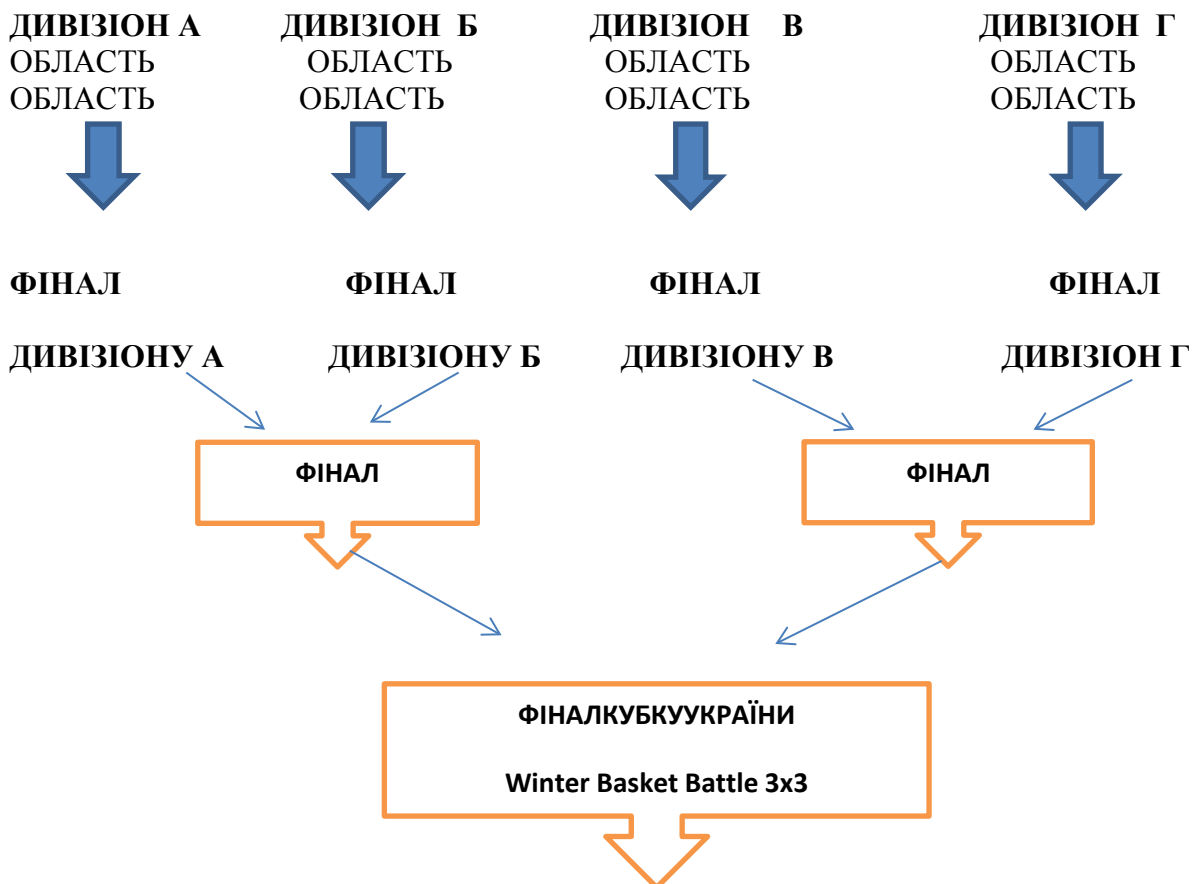 ДИВІЗІОН А ДИВІЗІОН Б ДИВІЗІОН В ДИВІЗІОН Г
ОБЛАСТЬ ОБЛАСТЬ ОБЛАСТЬ ОБЛАСТЬ
ОБЛАСТЬ ОБЛАСТЬ ОБЛАСТЬ ОБЛАСТЬ
ФІНАЛ ФІНАЛ ФІНАЛ ФІНАЛ
ДИВІЗІОНУ А ДИВІЗІОНУ Б ДИВІЗІОНУ В ДИВІЗІОН Г
ФІНАЛ ФІНАЛ
ФІНАЛКУБКУУКРАЇНИ
Winter Basket Battle 3х3